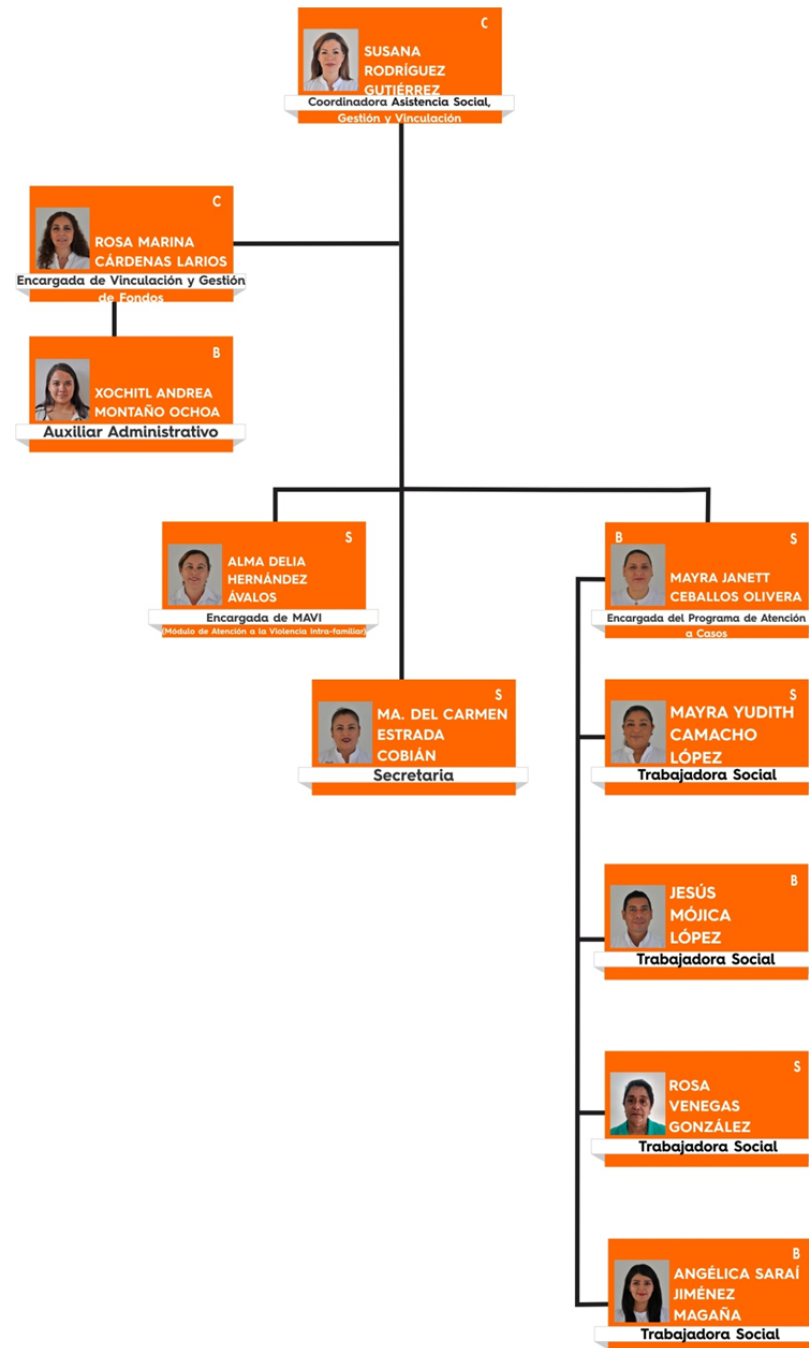 C
SUSANA
RODRÍGUEZ
GUTIÉRREZ
Coordinadora Asistencia Social,
Gestión y Vinculación
C
ROSA MARINA
CÁRDENAS LARIOS
Encargada de Vinculación y Gestión
de Fondos
B
XOCHITL ANDREA
MONTAÑO OCHOA
Auxiliar Administrativo
S
ALMA DELIA
HERNÁNDEZ
ÁVALOS
Encargada de MAVI
(Módulo de Atención a la Violencia Intra-familiar)
B S
MAYRA JANETT
CEBALLOS OLIVERA
Encargada del Programa de Atención
a Casos
S
MA. DEL CARMEN
ESTRADA
COBIÁN
Secretaria
S
MAYRA YUDITH
CAMACHO
LÓPEZ
Trabajadora Social
B
JESÚS
MÓJICA
LÓPEZ
Trabajadora Social
S
ROSA
VENEGAS
GONZÁLEZ
Trabajadora Social
B
ANGÉLICA SARAÍ
JIMÉNEZ
MAGAÑA
Trabajadora Social